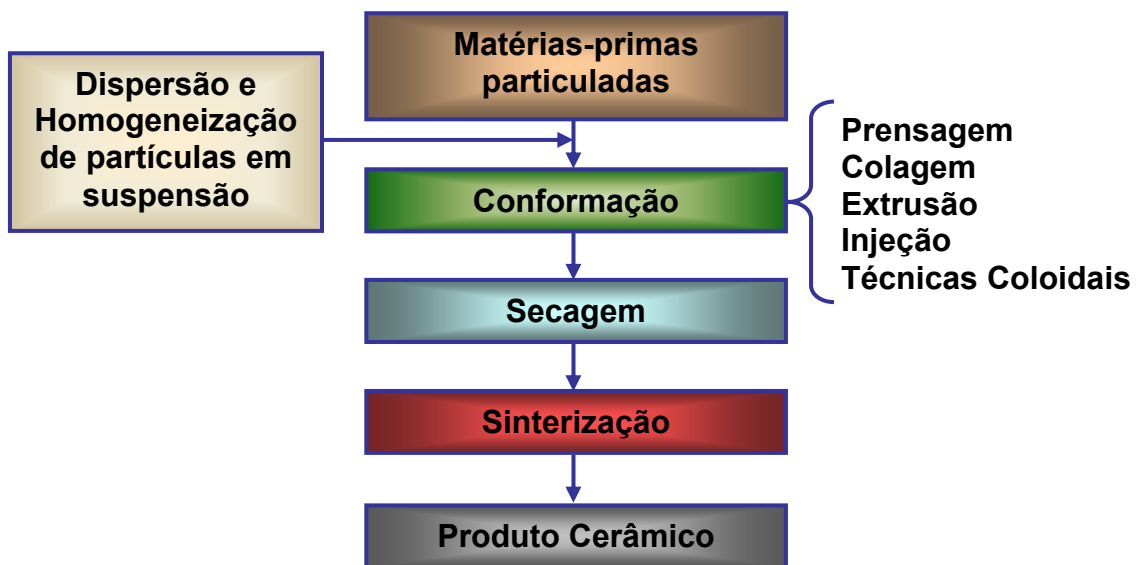 Matérias-primas
particuladas
Dispersão e
Homogeneização
de partículas em
suspensão
Conformação
Prensagem
Colagem
Extrusão
Injeção
Técnicas Coloidais
Secagem
Sinterização
Produto Cerâmico